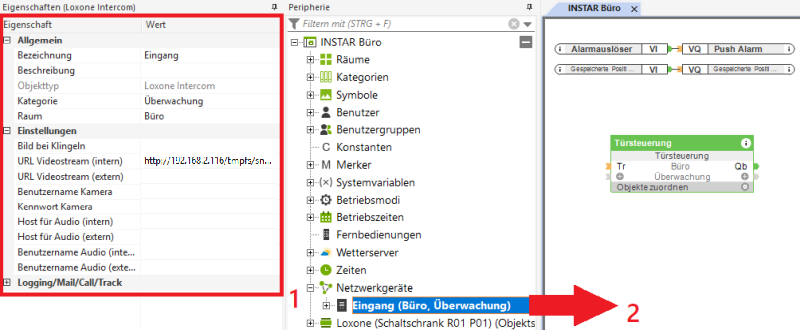 Eigenschaften (Loxone Intercom)
Eigenschaft Wert
Allgemein
Bezeichnung Eingang
Beschreibung
Objekttyp Loxone Intercom
Kategorie Überwachung
Raum Büro
Einstellungen
Bild bei Klingeln
URL Videostream (intern) http://192.168.2.116/tmpfs/sn...
URL Videostream (extern)
Benutzername Kamera
Kennwort Kamera
Host für Audio (intern)
Host für Audio (extern)
Benutzername Audio (inte...
Benutzername Audio (exte...
Logging/Mail/Call/Track
Peripherie
Filtern mit (STRG + F)
INSTAR Büro
Räume
Kategorien
Symbole
Benutzer
Benutzergruppen
C Konstanten
M Merker
{×} Systemvariablen
Betriebsmodi
Betriebszeiten
Fernbedienungen
Wetterserver
Zeiten
Netzwerkgeräte
1 Eingang (Büro, Überwachung) 2
Loxone (Schaltschrank R01 P01) (Objekts
INSTAR Büro X
Alarmauslöser VI VQ Push Alarm
Gespeicherte Positi ... VI VQ Gespeicherte Positi ...
Türsteuerung
Türsteuerung
Tr Büro Qb
Überwachung
Objekte zuordnen